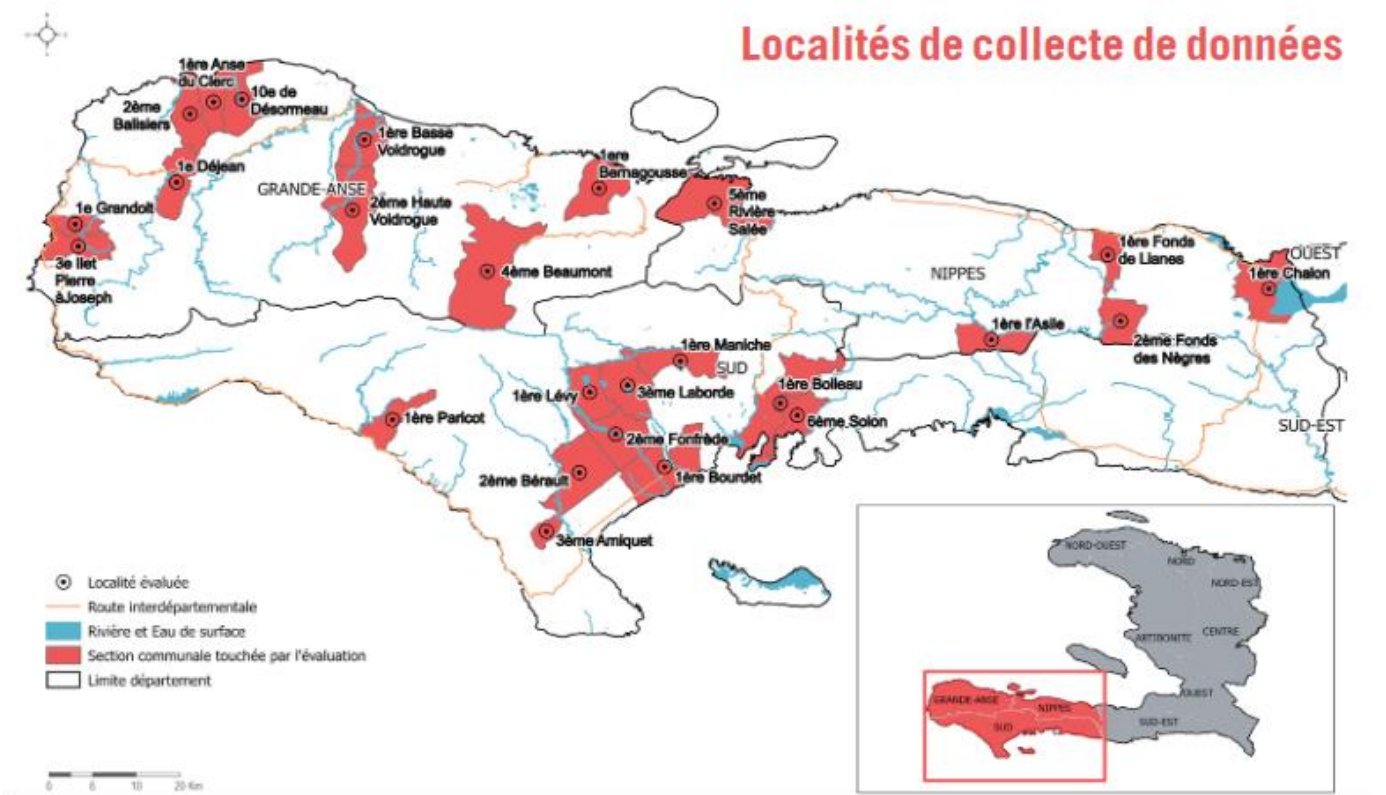 Localités de collecte de données
1ère Anse
du Clerc
10e de
Désormeau
2ème
Balisiers
1ère Basse
Voldrogue
1e Déjean
GRANDE-ANSE
2ème Haute
Voldrogue
1ere
Bernagousse
5ème
Rivière
Salée
1e Grandoit
3e Ilet
Pierre
àJoseph
4ème Beaumont
NIPPES
1ère Fonds
de Lianes
OUEST
1ère Chalon
1ère l'Asile
2ème Fonds
des Nègres
1ère Maniche
SUD
1ère Lévy
3ème Laborde
1ère Bolleau
6ème Solon
1ère Paricot
2ème Fonfrède
SUD-EST
2ème Bérault
1ère Bourdet
3ème Amiquet
Localité évaluée
Route interdépartementale
Rivière et Eau de surface
Section communale touchée par l'évaluation
Limite département
0 5 10 20 Km
NORD-OUEST
NORD
NORD-EST
ARTIBONITE
CENTRE
OUEST
GRANDE-ANSE
NIPPES
SUD
SUD-EST